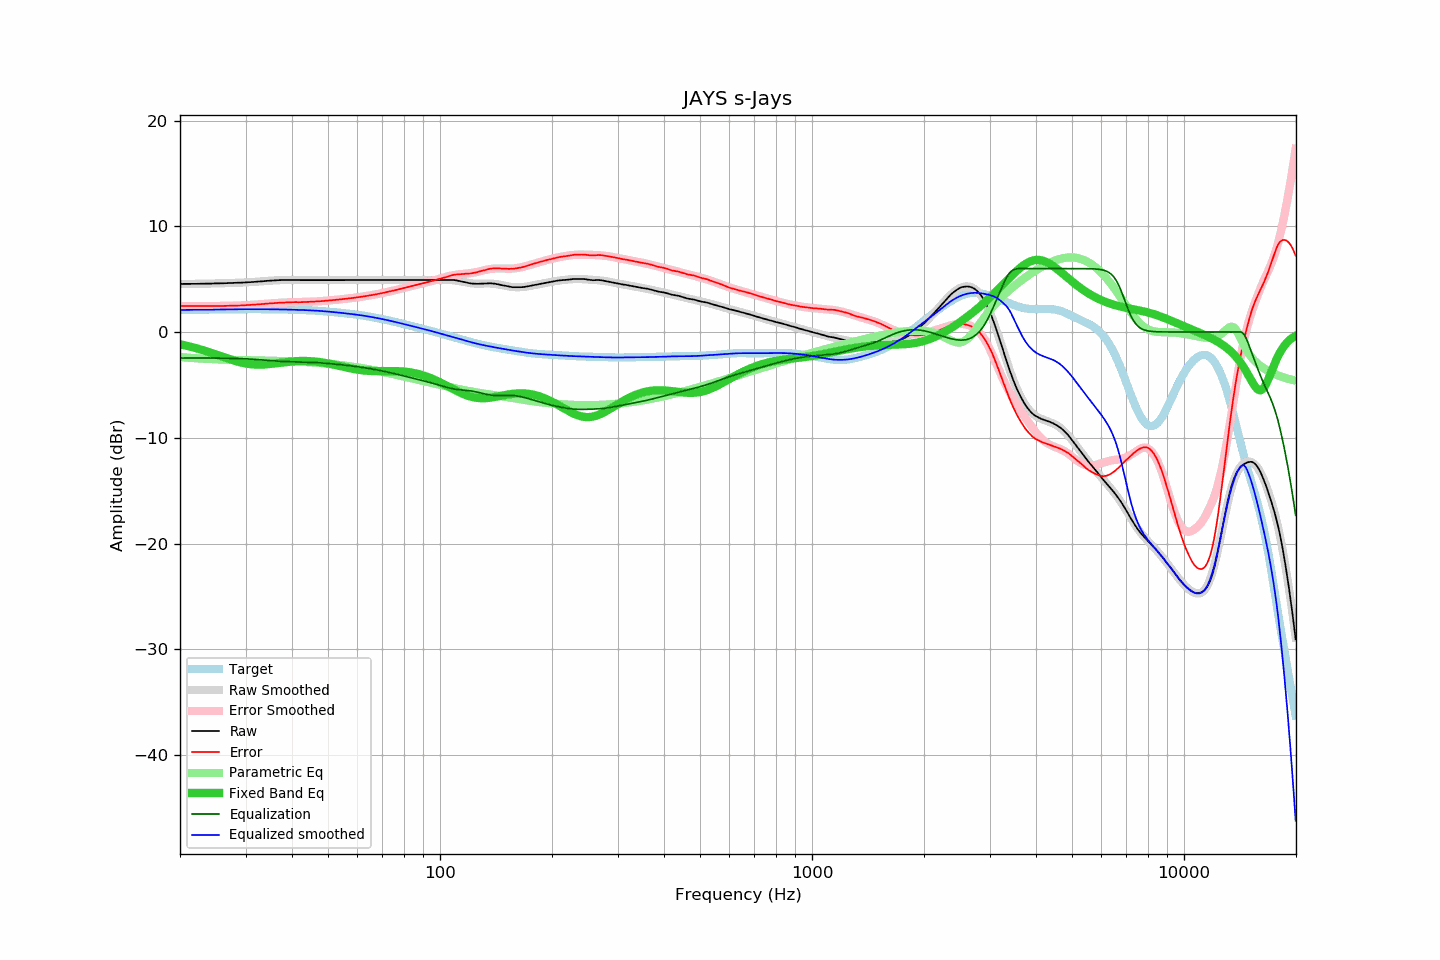 JAYS s-Jays
20
10
0
−10
−20
−30
−40
Amplitude (dBr)
Target
Raw Smoothed
Error Smoothed
Raw
Error
Parametric Eq
Fixed Band Eq
Equalization
Equalized smoothed
100
1000
10000
Frequency (Hz)